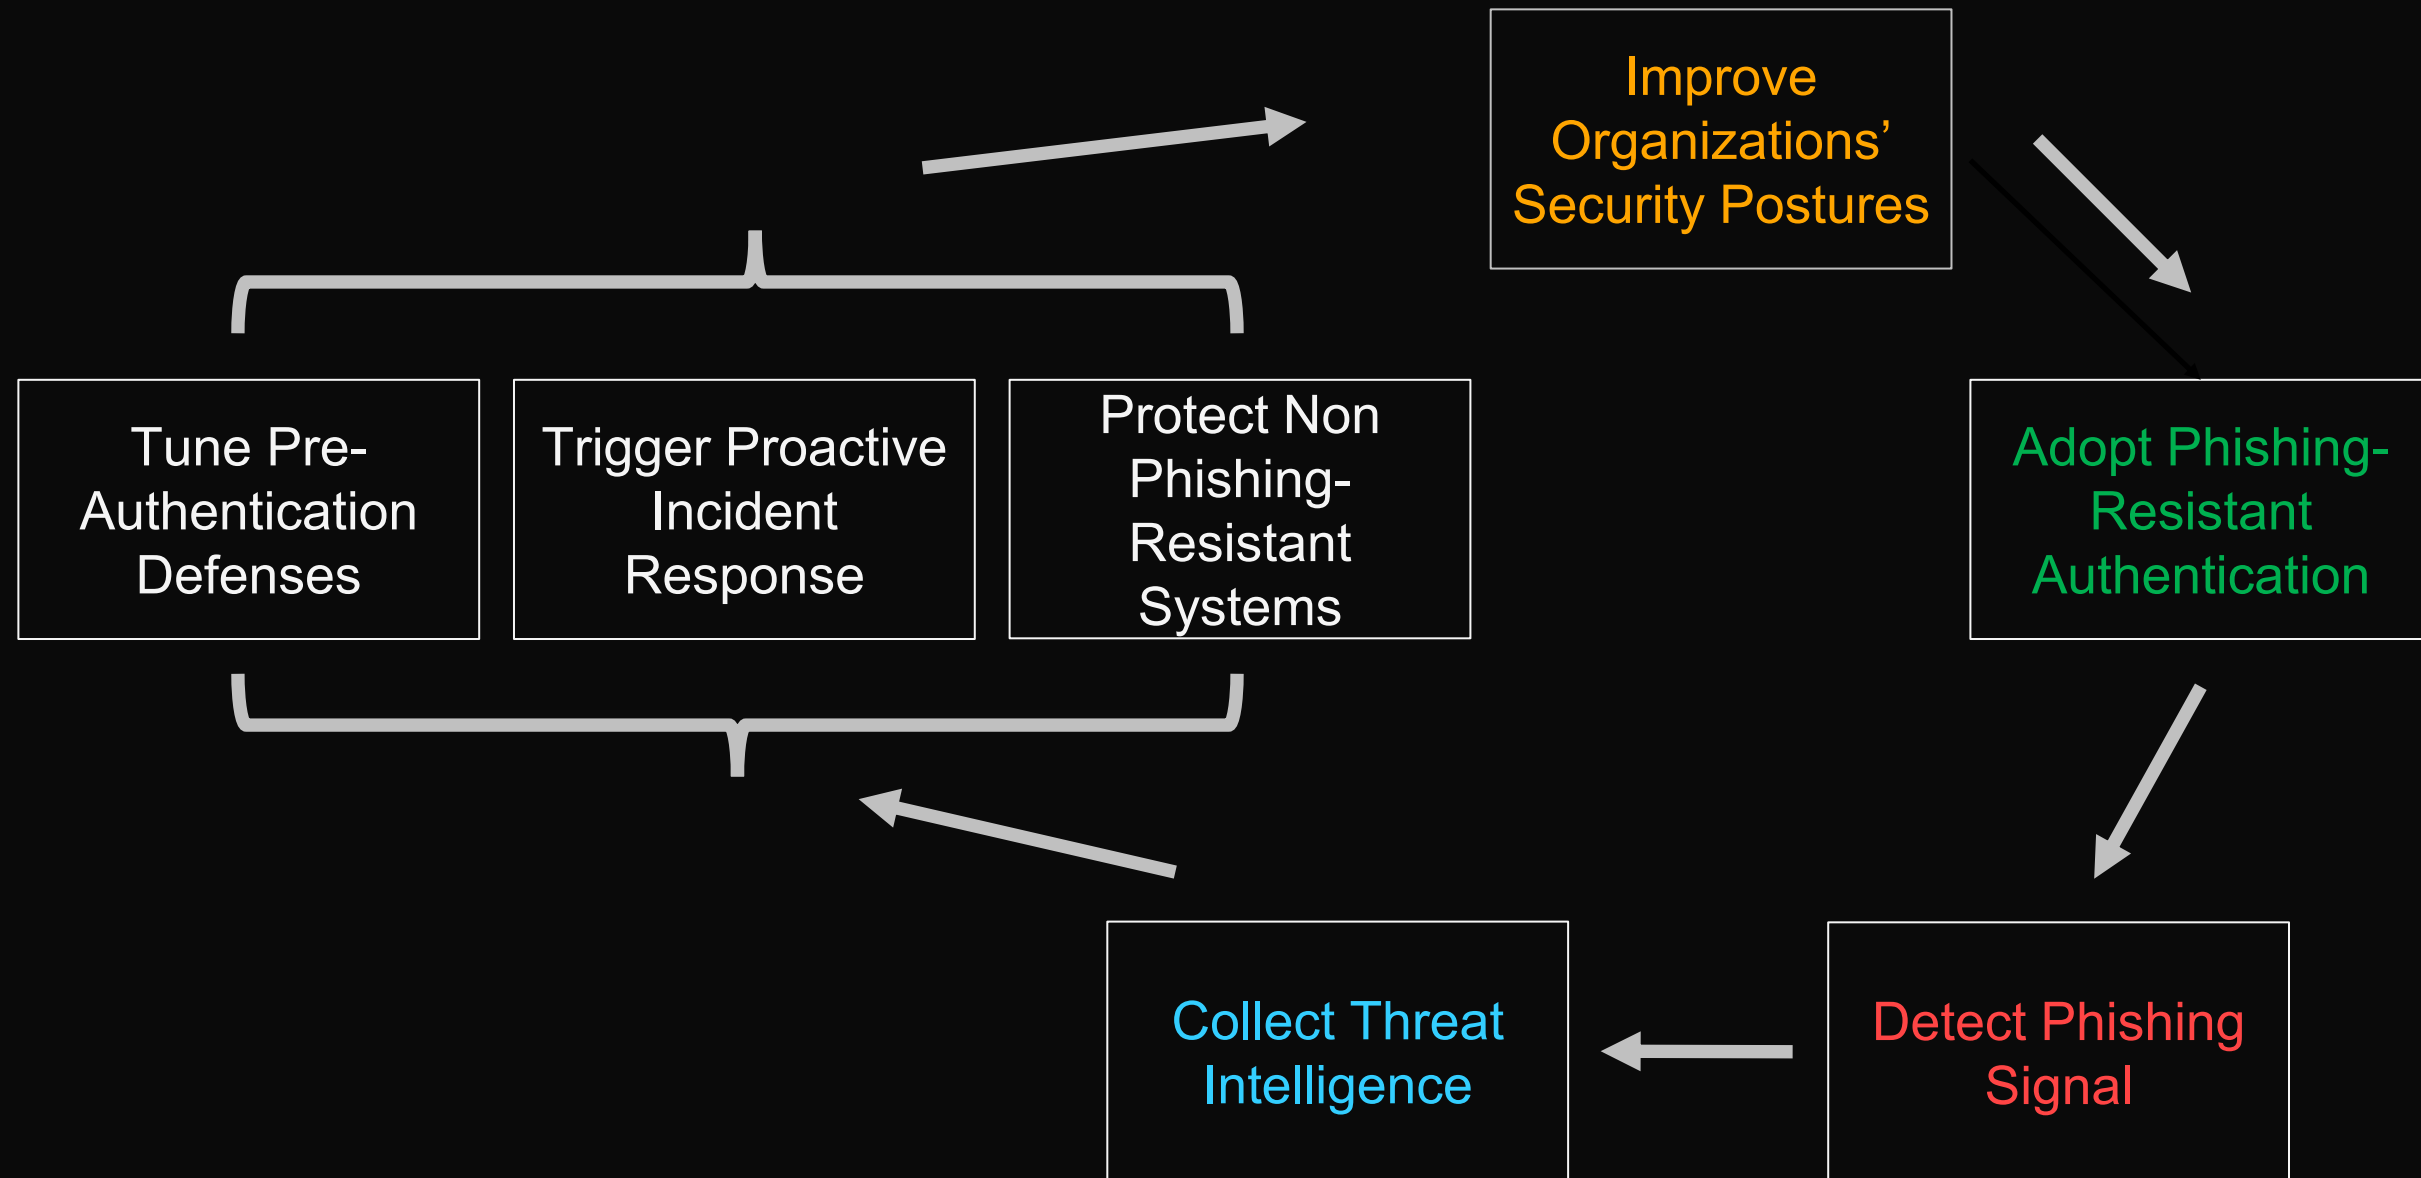 Improve
Organizations’
Security Postures
Tune Pre-
Authentication
Defenses
Trigger Proactive
Incident
Response
Protect Non
Phishing-
Resistant
Systems
Adopt Phishing-
Resistant
Authentication
Collect Threat
Intelligence
Detect Phishing
Signal